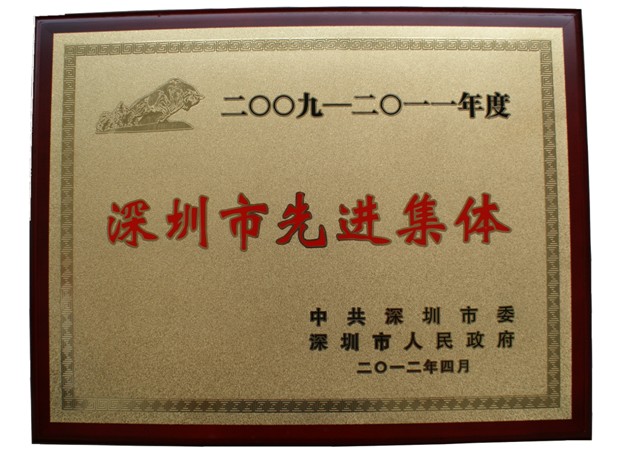 二〇〇九—二〇一一年度
深圳市先进集体
中共深圳市委
深圳市人民政府
二〇一二年四月